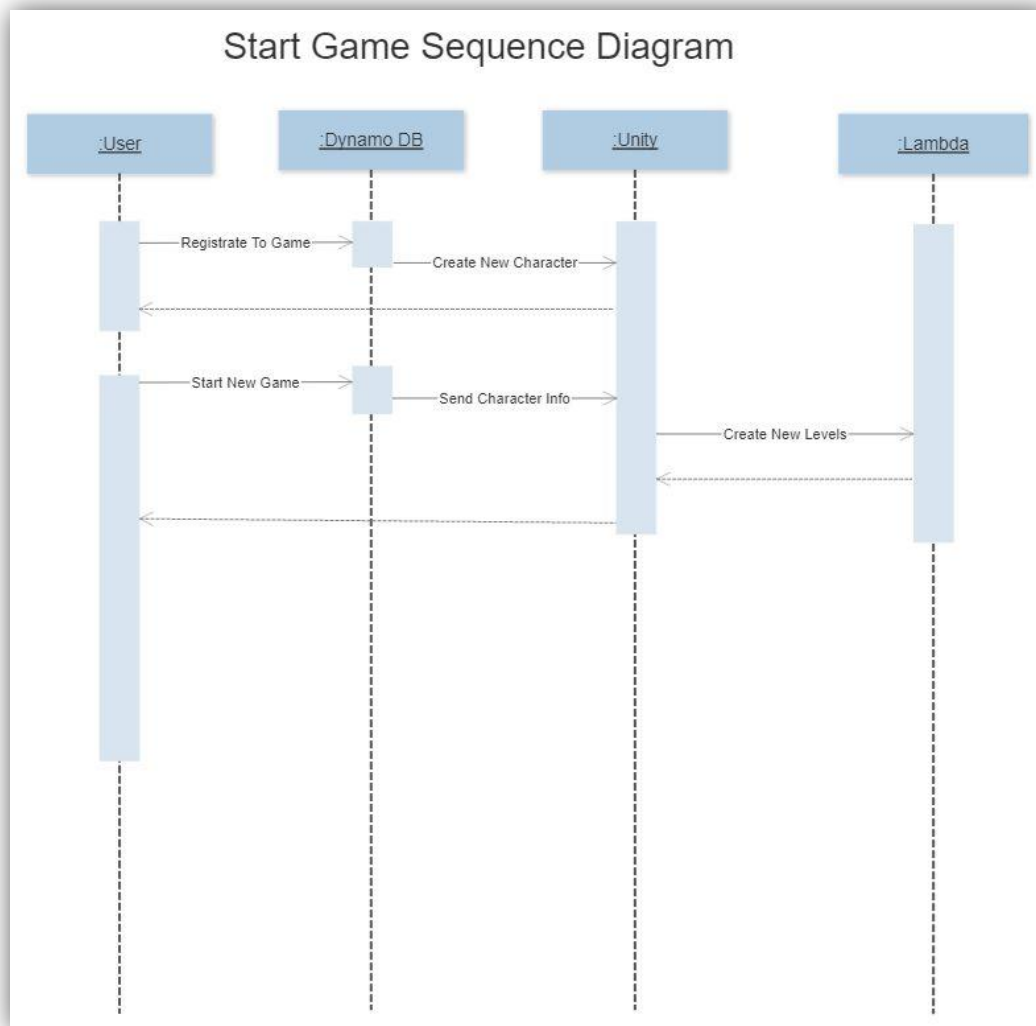 Start Game Sequence Diagram
:User
:Dynamo DB
:Unity
:Lambda
Registrate To Game
Create New Character
Start New Game
Send Character Info
Create New Levels